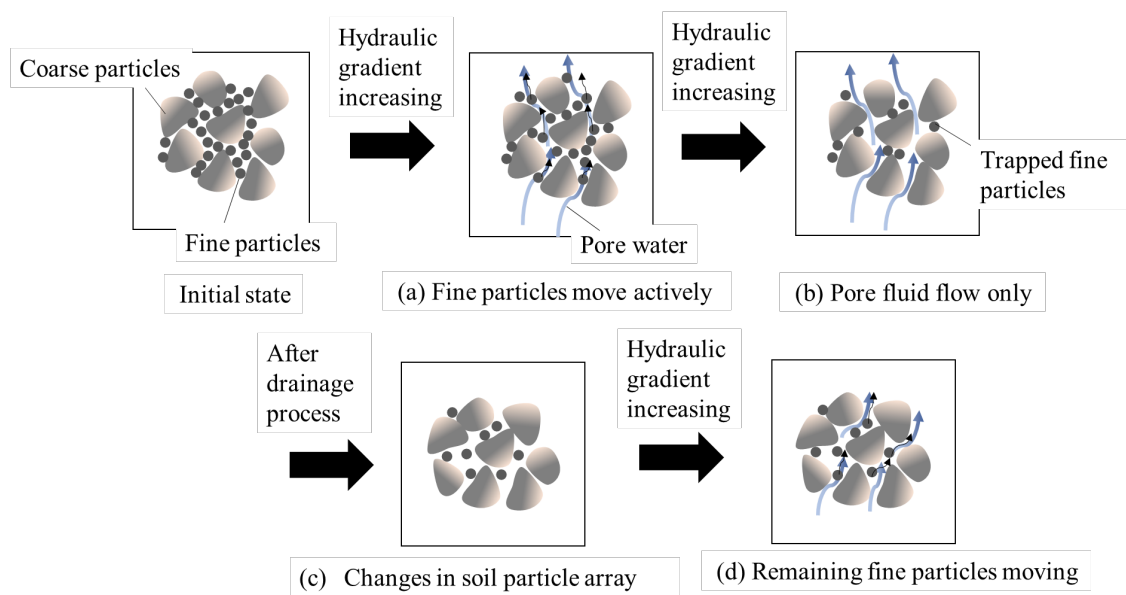 Coarse particles
Fine particles
Initial state
Hydraulic
gradient
increasing
Pore water
(a) Fine particles move actively
Hydraulic
gradient
increasing
Trapped fine
particles
(b) Pore fluid flow only
After
drainage
process
(c) Changes in soil particle array
Hydraulic
gradient
increasing
(d) Remaining fine particles moving